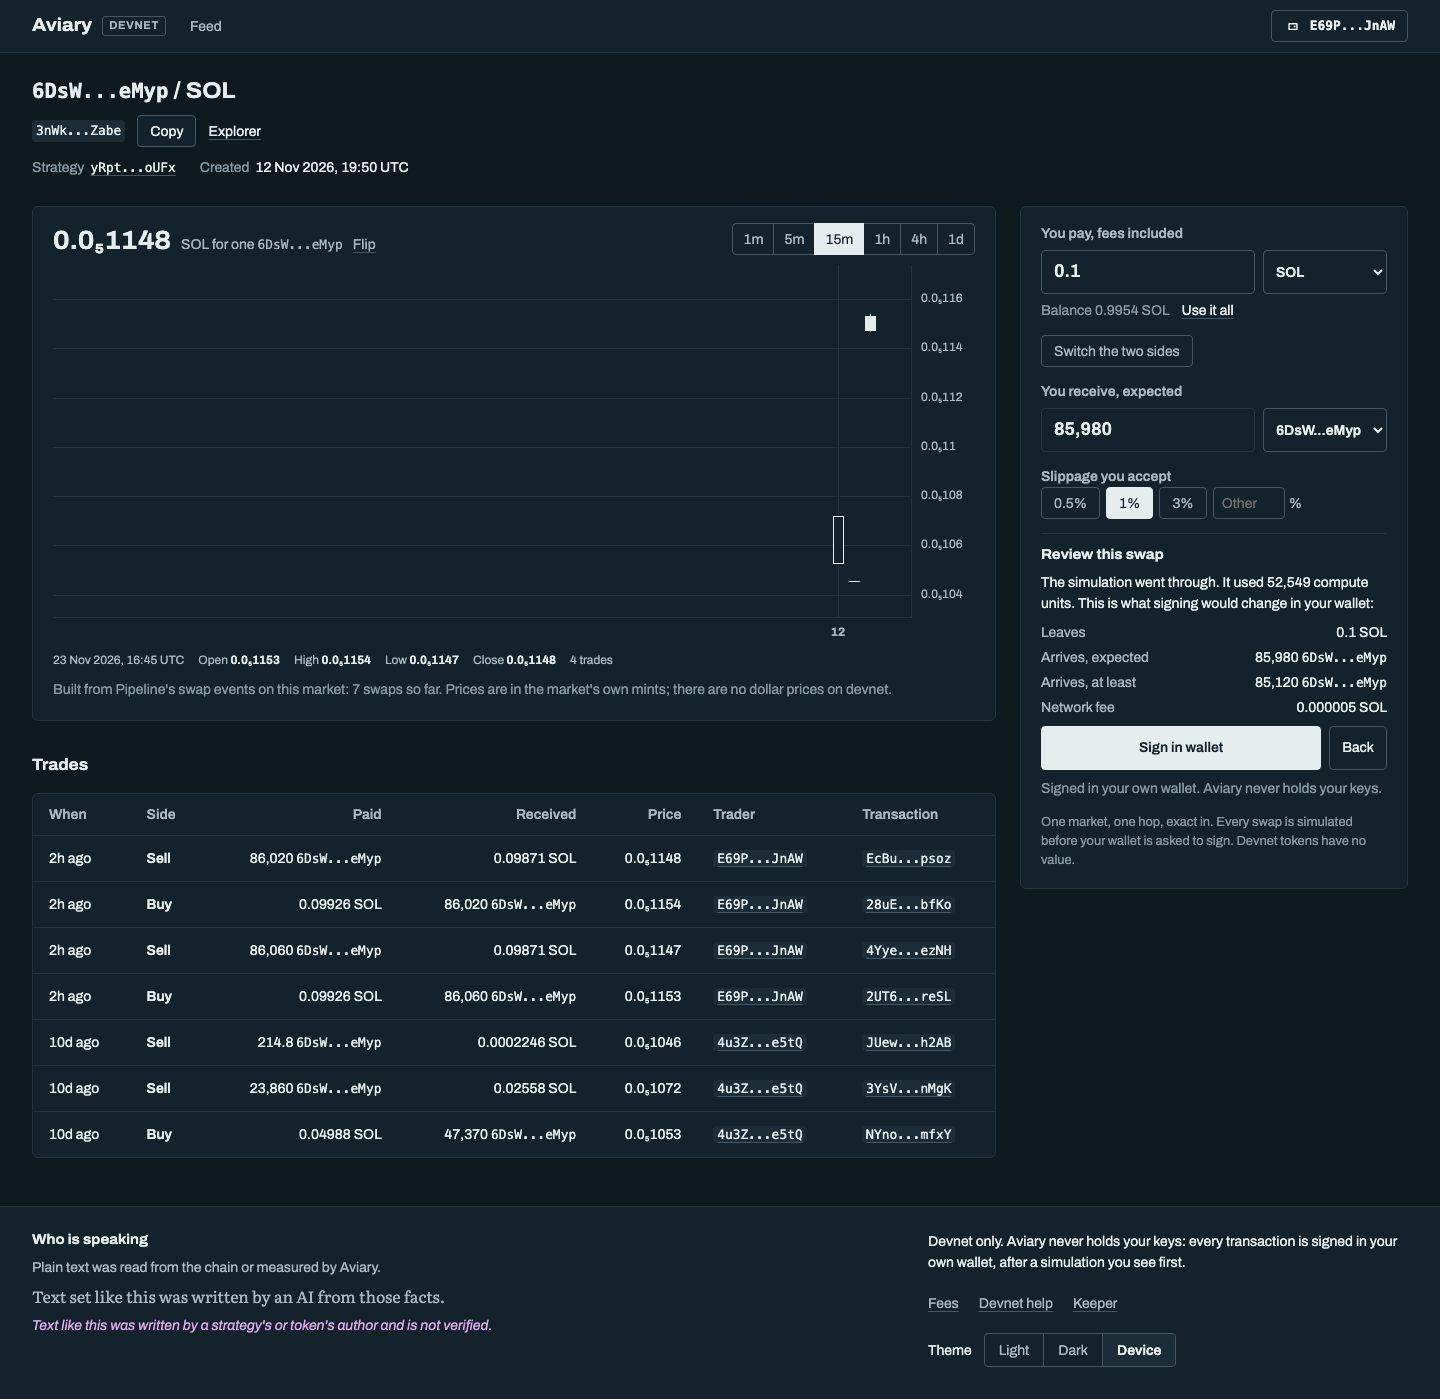 Aviary DEVNET Feed E69P...JnAW
6DsW...eMyp / SOL
3nWk...Zabe Copy Explorer
Strategy yRpt...oUFx Created 12 Nov 2026, 19:50 UTC
0.0₅1148 SOL for one 6DsW...eMyp Flip
1m 5m 15m 1h 4h 1d
0.0₅116
0.0₅114
0.0₅112
0.0₅11
0.0₅108
0.0₅106
0.0₅104
12
23 Nov 2026, 16:45 UTC Open 0.0₅1153 High 0.0₅1154 Low 0.0₅1147 Close 0.0₅1148 4 trades
Built from Pipeline's swap events on this market: 7 swaps so far. Prices are in the market's own mints; there are no dollar prices on devnet.
You pay, fees included
0.1 SOL
Balance 0.9954 SOL Use it all
Switch the two sides
You receive, expected
85,980 6DsW...eMyp
Slippage you accept
0.5% 1% 3% Other %
Review this swap
The simulation went through. It used 52,549 compute
units. This is what signing would change in your wallet:
Leaves 0.1 SOL
Arrives, expected 85,980 6DsW...eMyp
Arrives, at least 85,120 6DsW...eMyp
Network fee 0.000005 SOL
Sign in wallet Back
Signed in your own wallet. Aviary never holds your keys.
One market, one hop, exact in. Every swap is simulated
before your wallet is asked to sign. Devnet tokens have no
value.
Trades
When Side Paid Received Price Trader Transaction
2h ago Sell 86,020 6DsW...eMyp 0.09871 SOL 0.0₅1148 E69P...JnAW EcBu...psoz
2h ago Buy 0.09926 SOL 86,020 6DsW...eMyp 0.0₅1154 E69P...JnAW 28uE...bfKo
2h ago Sell 86,060 6DsW...eMyp 0.09871 SOL 0.0₅1147 E69P...JnAW 4Yye...ezNH
2h ago Buy 0.09926 SOL 86,060 6DsW...eMyp 0.0₅1153 E69P...JnAW 2UT6...reSL
10d ago Sell 214.8 6DsW...eMyp 0.0002246 SOL 0.0₅1046 4u3Z...e5tQ JUew...h2AB
10d ago Sell 23,860 6DsW...eMyp 0.02558 SOL 0.0₅1072 4u3Z...e5tQ 3YsV...nMgK
10d ago Buy 0.04988 SOL 47,370 6DsW...eMyp 0.0₅1053 4u3Z...e5tQ NYno...mfxY
Who is speaking
Plain text was read from the chain or measured by Aviary.
Text set like this was written by an AI from those facts.
Text like this was written by a strategy's or token's author and is not verified.
Devnet only. Aviary never holds your keys: every transaction is signed in your
own wallet, after a simulation you see first.
Fees Devnet help Keeper
Theme Light Dark Device